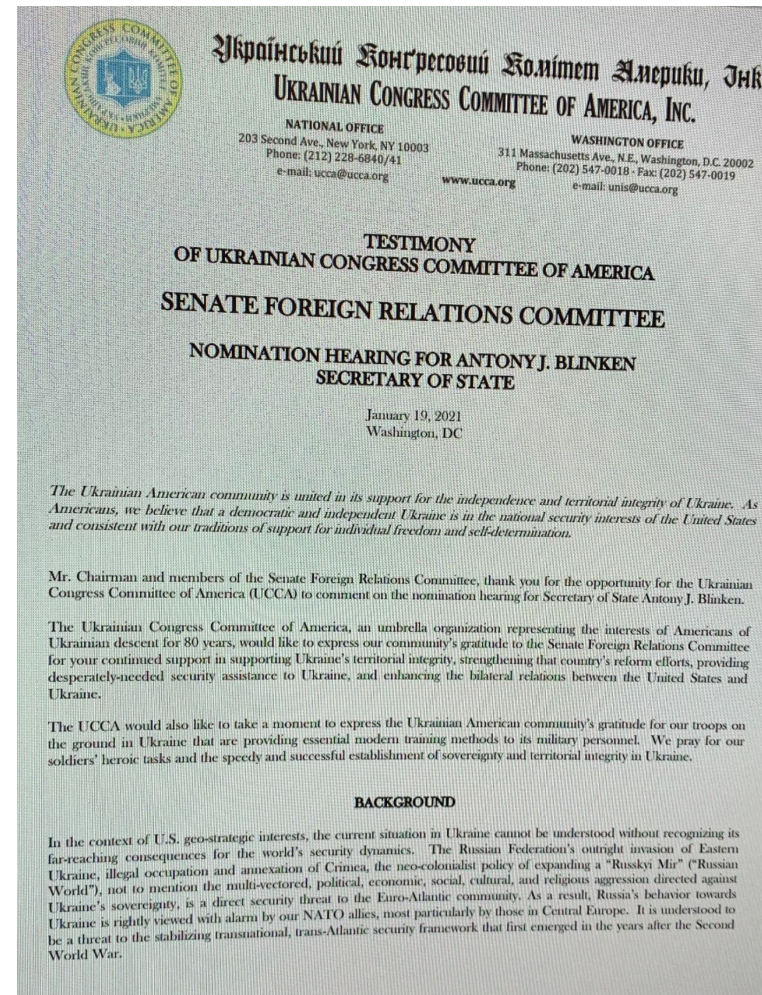 Український Конґресовий Комітет Америки, Інк
UKRAINIAN CONGRESS COMMITTEE OF AMERICA, INC.
NATIONAL OFFICE
203 Second Ave., New York, NY 10003
Phone: (212) 228-6840/41
e-mail: ucca@ucca.org
www.ucca.org
WASHINGTON OFFICE
311 Massachusetts Ave., N.E., Washington, D.C. 20002
Phone: (202) 547-0018 · Fax: (202) 547-0019
e-mail: unis@ucca.org
UKRAINIAN CONGRESS COMMITTEE OF AMERICA
TESTIMONY
OF UKRAINIAN CONGRESS COMMITTEE OF AMERICA
SENATE FOREIGN RELATIONS COMMITTEE
NOMINATION HEARING FOR ANTONY J. BLINKEN
SECRETARY OF STATE
January 19, 2021
Washington, DC
The Ukrainian American community is united in its support for the independence and territorial integrity of Ukraine. As
Americans, we believe that a democratic and independent Ukraine is in the national security interests of the United States
and consistent with our traditions of support for individual freedom and self-determination.
Mr. Chairman and members of the Senate Foreign Relations Committee, thank you for the opportunity for the Ukrainian
Congress Committee of America (UCCA) to comment on the nomination hearing for Secretary of State Antony J. Blinken.
The Ukrainian Congress Committee of America, an umbrella organization representing the interests of Americans of
Ukrainian descent for 80 years, would like to express our community's gratitude to the Senate Foreign Relations Committee
for your continued support in supporting Ukraine's territorial integrity, strengthening that country's reform efforts, providing
desperately-needed security assistance to Ukraine, and enhancing the bilateral relations between the United States and
Ukraine.
The UCCA would also like to take a moment to express the Ukrainian American community's gratitude for our troops on
the ground in Ukraine that are providing essential modern training methods to its military personnel. We pray for our
soldiers' heroic tasks and the speedy and successful establishment of sovereignty and territorial integrity in Ukraine.
BACKGROUND
In the context of U.S. geo-strategic interests, the current situation in Ukraine cannot be understood without recognizing its
far-reaching consequences for the world's security dynamics. The Russian Federation's outright invasion of Eastern
Ukraine, illegal occupation and annexation of Crimea, the neo-colonialist policy of expanding a "Russkyi Mir" ("Russian
World"), not to mention the multi-vectored, political, economic, social, cultural, and religious aggression directed against
Ukraine's sovereignty, is a direct security threat to the Euro-Atlantic community. As a result, Russia's behavior towards
Ukraine is rightly viewed with alarm by our NATO allies, most particularly by those in Central Europe. It is understood to
be a threat to the stabilizing transnational, trans-Atlantic security framework that first emerged in the years after the Second
World War.